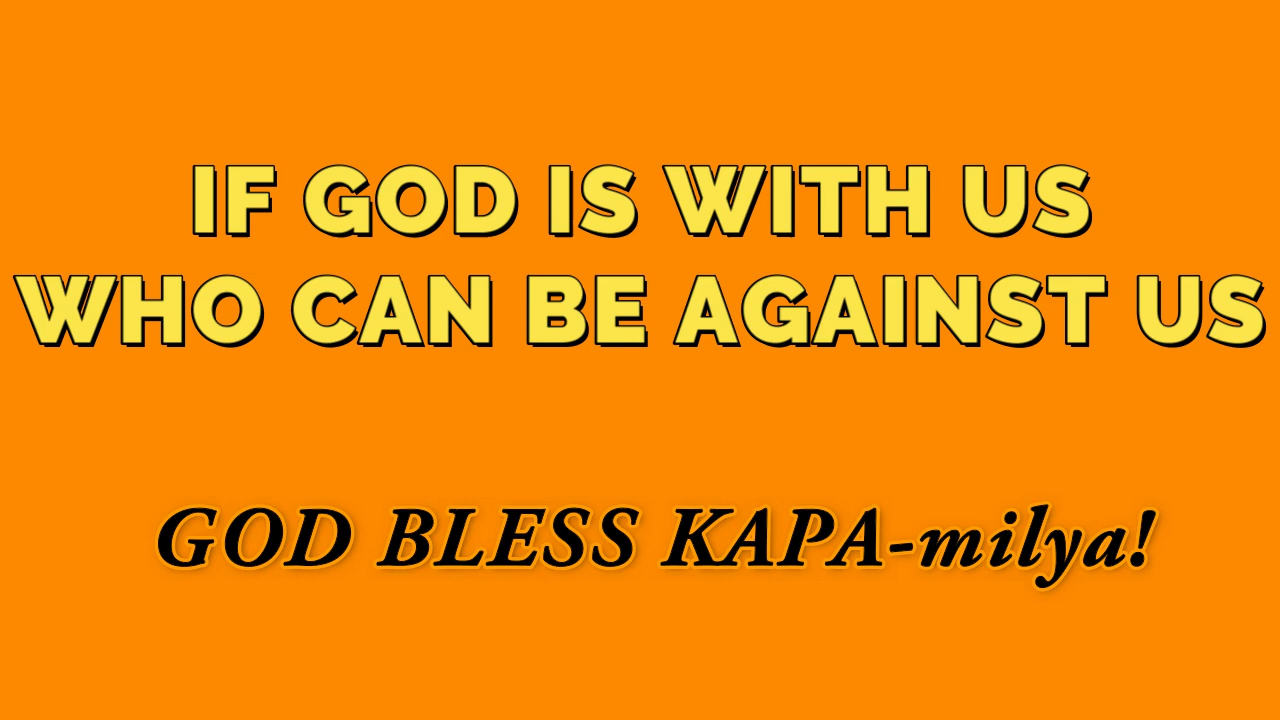 IF GOD IS WITH US
WHO CAN BE AGAINST US
GOD BLESS KAPA-milya!